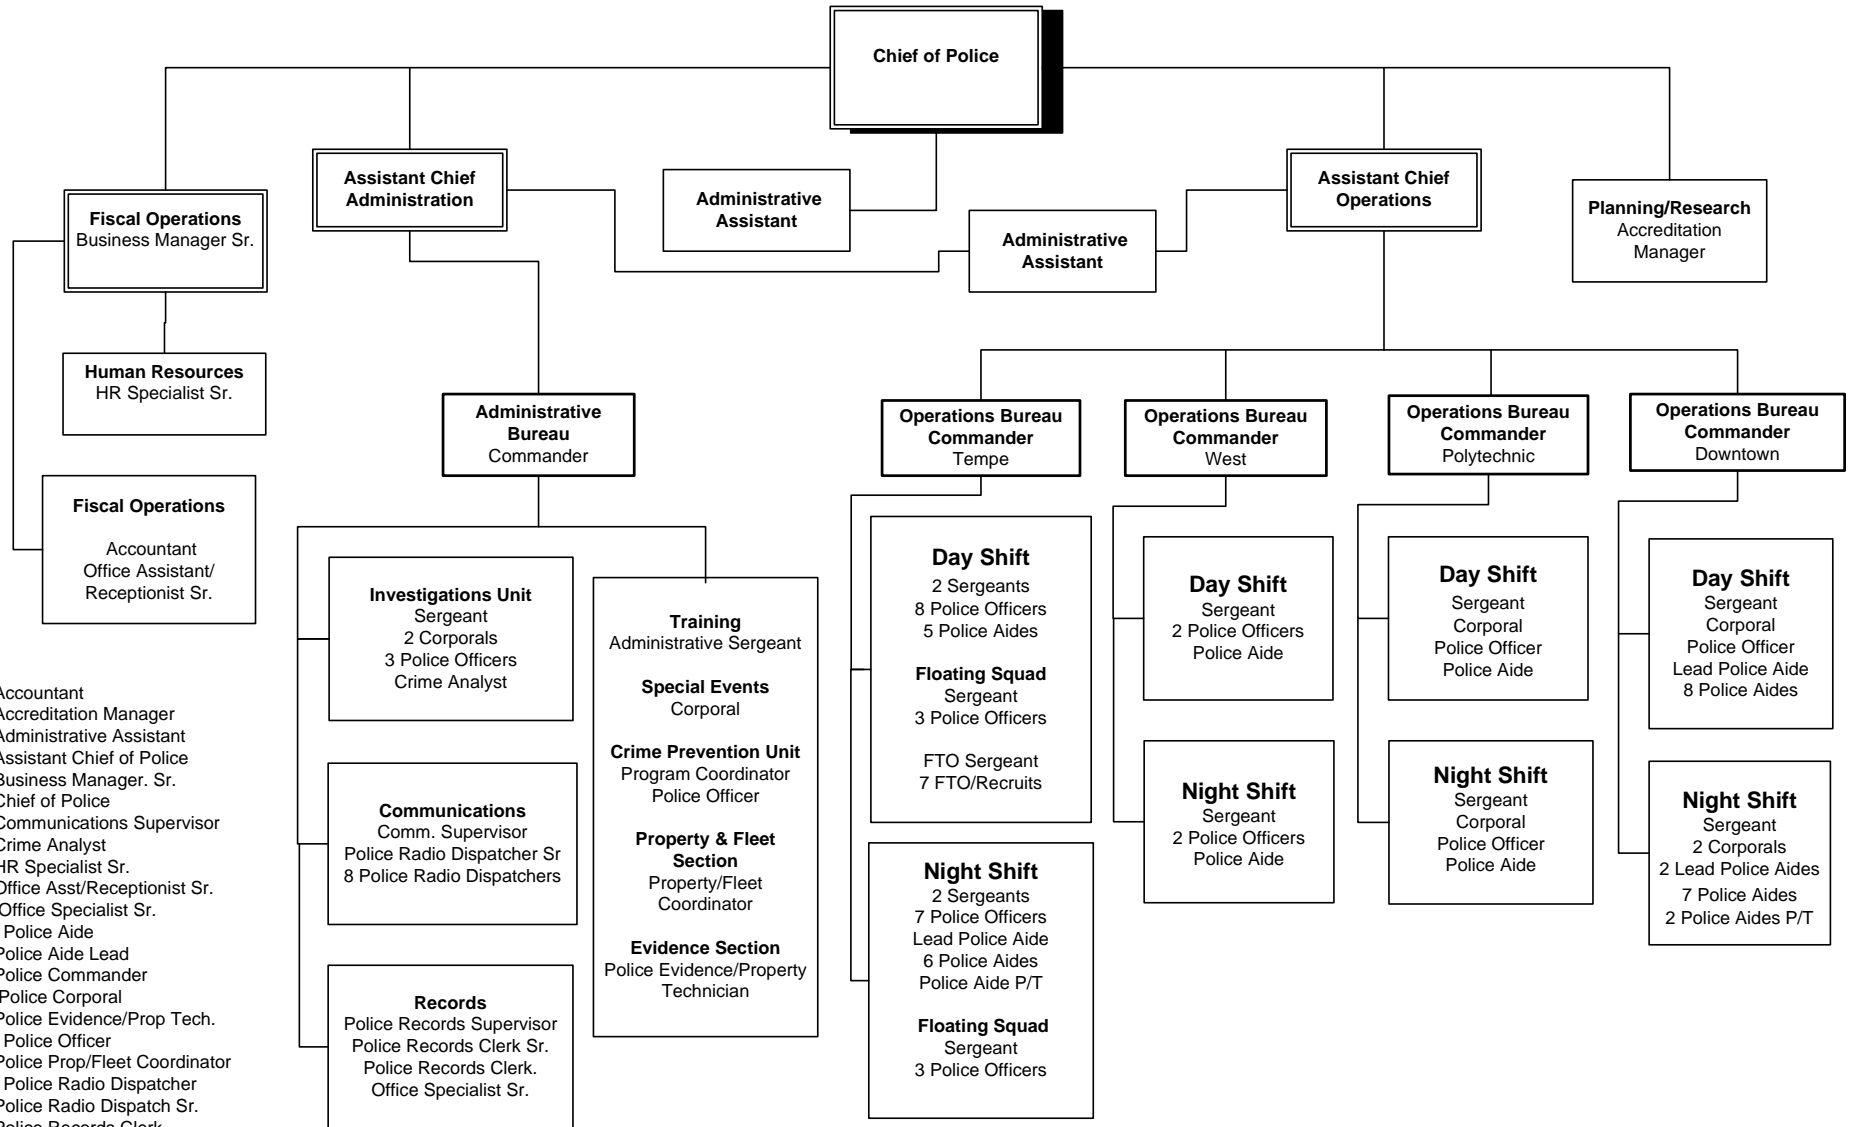 Chief of Police
Assistant Chief
Administration
Administrative
Assistant
Assistant Chief
Operations
Administrative
Assistant
Planning/Research
Accreditation
Manager
Fiscal Operations
Business Manager Sr.
Human Resources
HR Specialist Sr.
Fiscal Operations
Accountant
Office Assistant/
Receptionist Sr.
Administrative
Bureau
Commander
Investigations Unit
Sergeant
2 Corporals
3 Police Officers
Crime Analyst
Communications
Comm. Supervisor
Police Radio Dispatcher Sr
8 Police Radio Dispatchers
Records
Police Records Supervisor
Police Records Clerk Sr.
Police Records Clerk.
Office Specialist Sr.
Training
Administrative Sergeant
Special Events
Corporal
Crime Prevention Unit
Program Coordinator
Police Officer
Property & Fleet
Section
Property/Fleet
Coordinator
Evidence Section
Police Evidence/Property
Technician
Operations Bureau
Commander
Tempe
Day Shift
2 Sergeants
8 Police Officers
5 Police Aides
Floating Squad
Sergeant
3 Police Officers
FTO Sergeant
7 FTO/Recruits
Night Shift
2 Sergeants
7 Police Officers
Lead Police Aide
6 Police Aides
Police Aide P/T
Floating Squad
Sergeant
3 Police Officers
Operations Bureau
Commander
West
Day Shift
Sergeant
2 Police Officers
Police Aide
Night Shift
Sergeant
2 Police Officers
Police Aide
Operations Bureau
Commander
Polytechnic
Day Shift
Sergeant
Corporal
Police Officer
Police Aide
Night Shift
Sergeant
Corporal
Police Officer
Police Aide
Operations Bureau
Commander
Downtown
Day Shift
Sergeant
Corporal
Police Officer
Lead Police Aide
8 Police Aides
Night Shift
Sergeant
2 Corporals
2 Lead Police Aides
7 Police Aides
2 Police Aides P/T
Accountant
Accreditation Manager
Administrative Assistant
Assistant Chief of Police
Business Manager. Sr.
Chief of Police
Communications Supervisor
Crime Analyst
HR Specialist Sr.
Office Asst/Receptionist Sr.
Office Specialist Sr.
Police Aide
Police Aide Lead
Police Commander
Police Corporal
Police Evidence/Prop Tech.
Police Officer
Police Prop/Fleet Coordinator
Police Radio Dispatcher
Police Radio Dispatch Sr.
Police Records Clerk